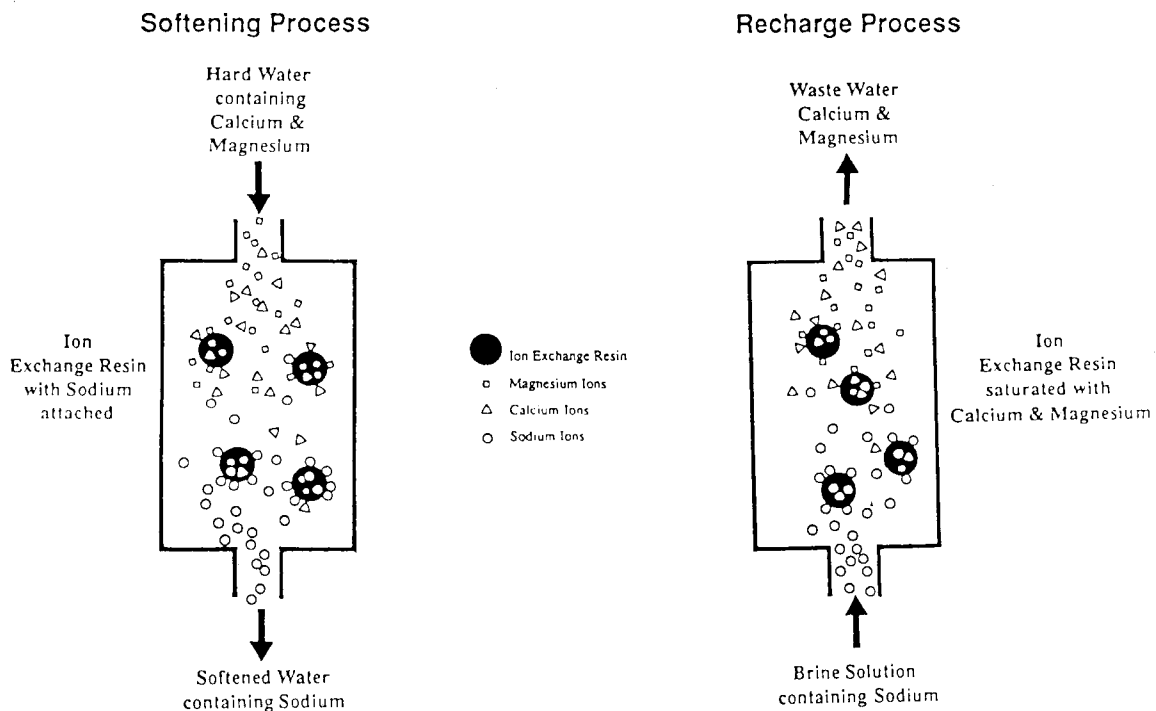 Softening Process
Hard Water
containing
Calcium &
Magnesium
Ion
Exchange Resin
with Sodium
attached
Softened Water
containing Sodium
Ion Exchange Resin
Magnesium Ions
Calcium Ions
Sodium Ions
Recharge Process
Waste Water
Calcium &
Magnesium
Ion
Exchange Resin
saturated with
Calcium & Magnesium
Brine Solution
containing Sodium